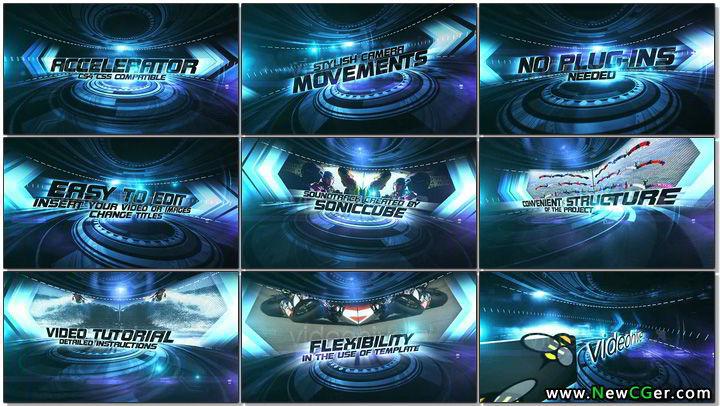 ACCELERATOR
CS4/CS5 COMPATIBLE
STYLISH CAMERA
MOVEMENTS
NO PLUG-INS
NEEDED
EASY TO EDIT
INSERT YOUR VIDEO OR IMAGES
CHANGE TITLES
SOUNDTRACK CREATED BY
SONICCUBE
CONVENIENT STRUCTURE
OF THE PROJECT
VIDEO TUTORIAL
DETAILED INSTRUCTIONS
FLEXIBILITY
IN THE USE OF TEMPLATE
videohive
www.NewCGer.com